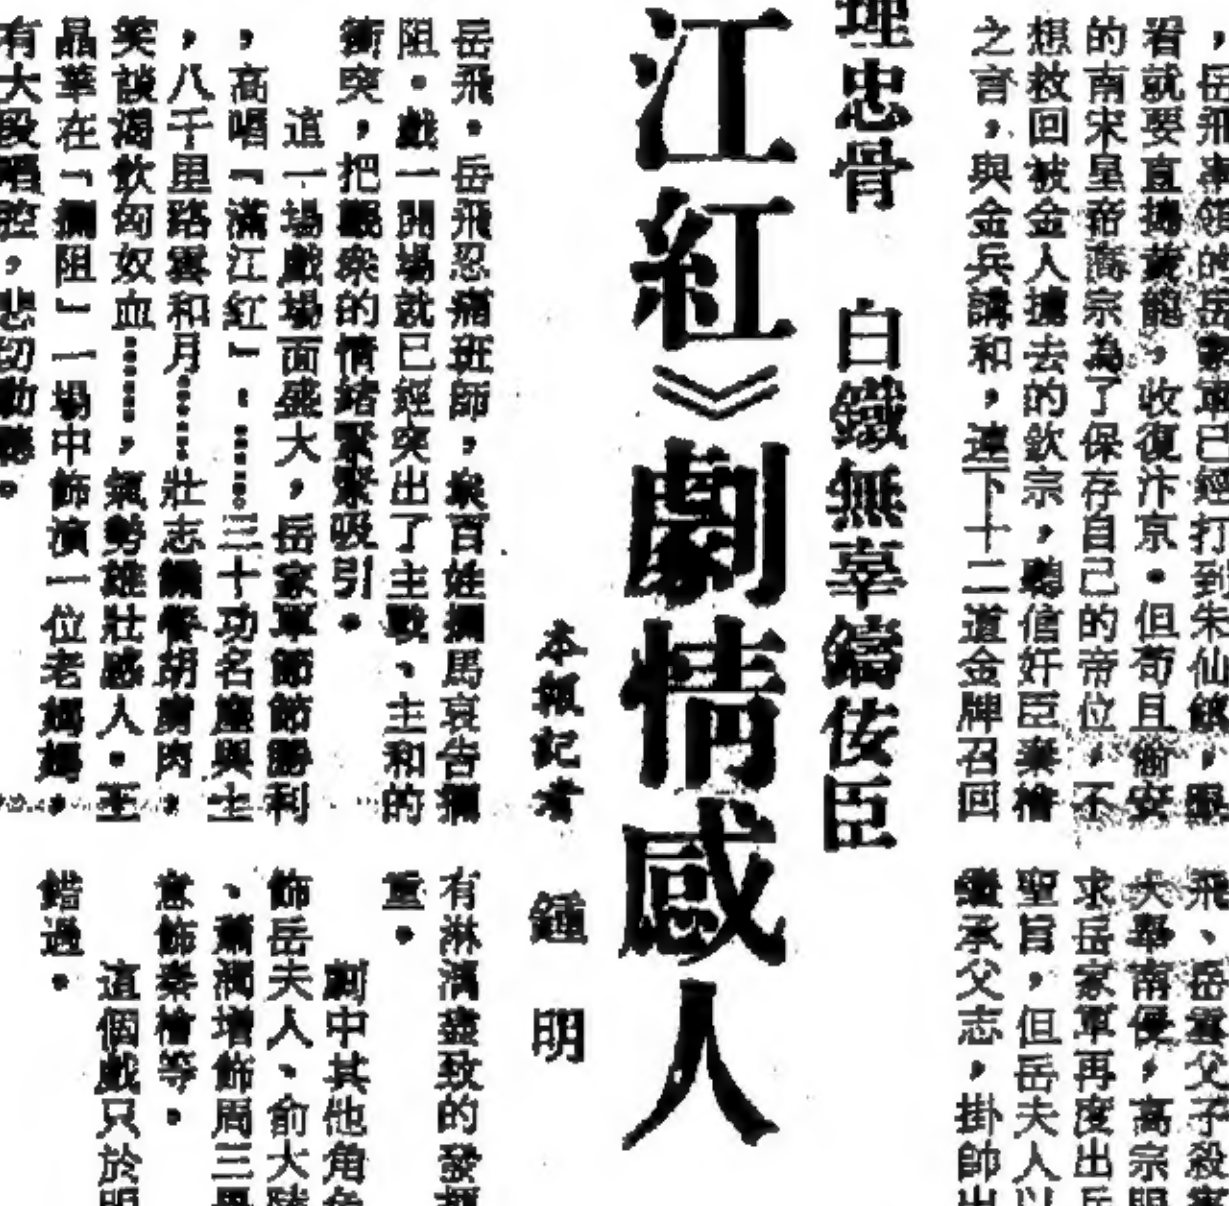 ，岳飛率領的岳家軍已經打到朱仙鎮，眼
看就要直搗黃龍，收復汴京。但苟且偷安
的南宋皇帝高宗為了保存自己的帝位，不
想救回被金人擄去的欽宗，聽信奸臣秦檜
之言，與金兵講和，連下十二道金牌召回
埋忠骨　白鐵無辜鑄佞臣
江紅》劇情感人
本報記者　鍾明
岳飛。岳飛忍痛班師，眾百姓攔馬哀告攔
阻。戲一開場就已經突出了主戰、主和的
衝突，把觀眾的情緒緊緊吸引。
這一場戲場面盛大，岳家軍節節勝利
，高唱「滿江紅」：……三十功名塵與土
，八千里路雲和月……壯志饑餐胡虜肉，
笑談渴飲匈奴血……，氣勢雄壯感人。王
晶華在「攔阻」一場中飾演一位老媽媽，
有大段唱腔，悲切動聽。
飛、岳雲父子殺害
大舉南侵，高宗明
求岳家軍再度出兵
聖旨，但岳夫人以
繼承父志，掛帥出
有淋漓盡致的發揮
重。
劇中其他角色
飾岳夫人、俞大陸
、蕭潤增飾周三畏
意飾秦檜等。
這個戲只於明
錯過。